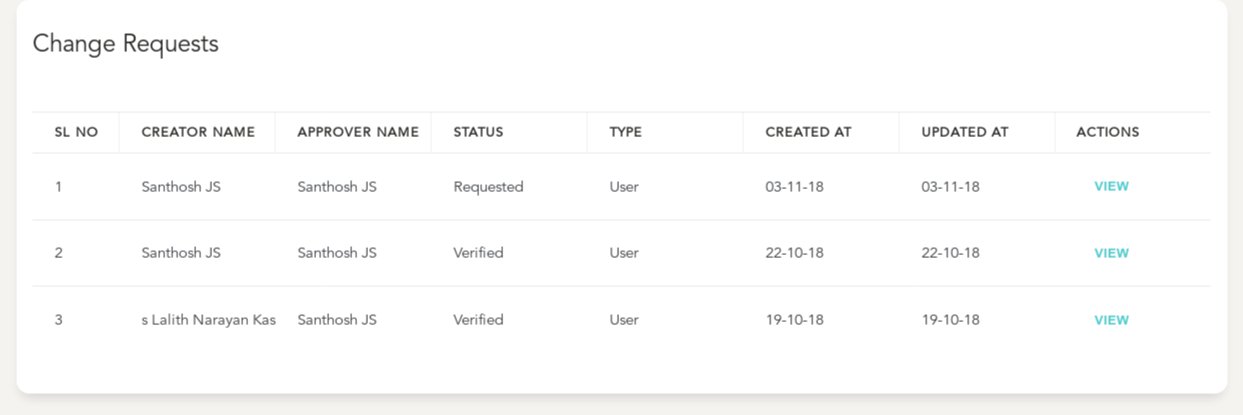 Change Requests
SL NO CREATOR NAME APPROVER NAME STATUS TYPE CREATED AT UPDATED AT ACTIONS
1 Santhosh JS Santhosh JS Requested User 03-11-18 03-11-18 VIEW
2 Santhosh JS Santhosh JS Verified User 22-10-18 22-10-18 VIEW
3 s Lalith Narayan Kas Santhosh JS Verified User 19-10-18 19-10-18 VIEW